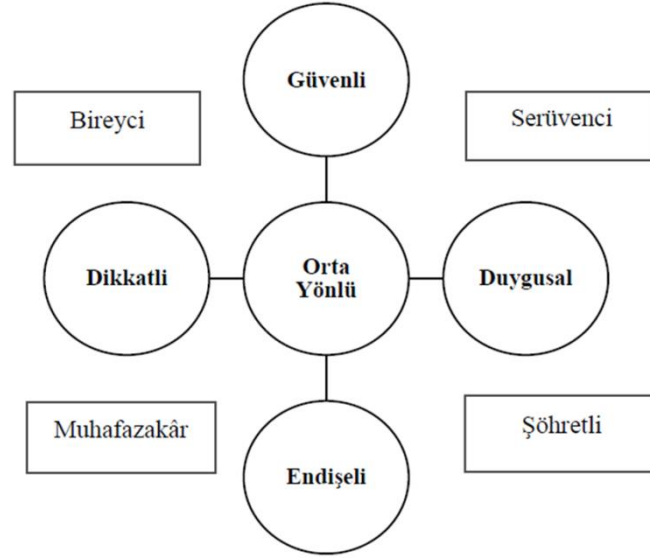 Güvenli
Bireyci
Serüvenci
Dikkatli
Orta
Yönlü
Duygusal
Muhafazakâr
Şöhretli
Endişeli